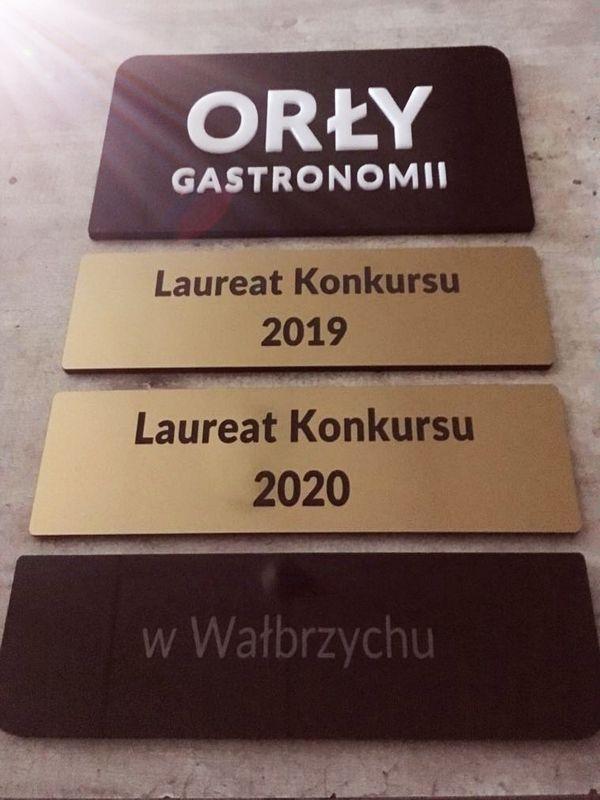 ORŁY
GASTRONOMII
Laureat Konkursu
2019
Laureat Konkursu
2020
w Wałbrzychu